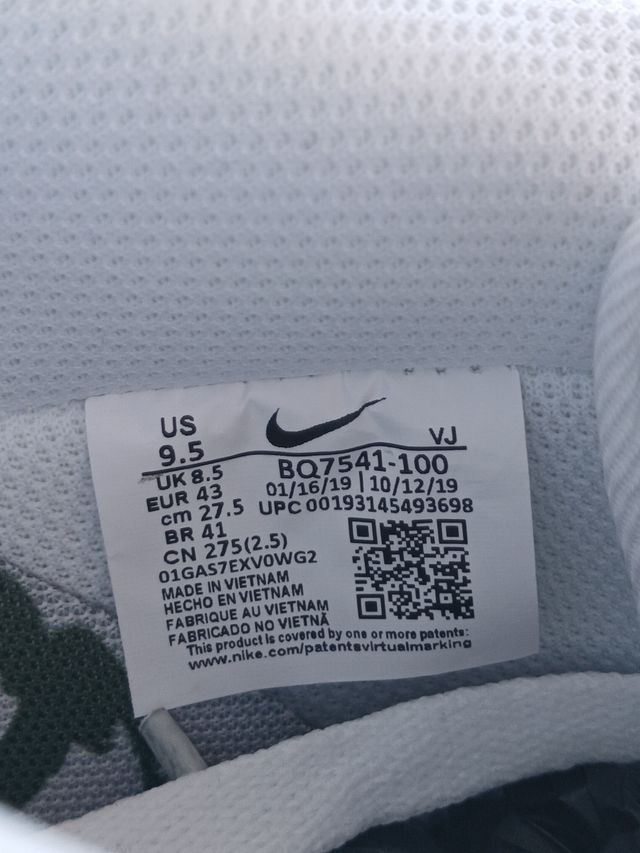 US
9.5
VJ
UK 8.5
BQ7541-100
EUR 43
01/16/19 | 10/12/19
cm 27.5
UPC 00193145493698
BR 41
CN 275(2.5)
01GAS7EXV0WG2
MADE IN VIETNAM
HECHO EN VIETNAM
FABRIQUE AU VIETNAM
FABRICADO NO VIETNÃ
This product is covered by one or more patents:
www.nike.com/patentsvirtualmarking